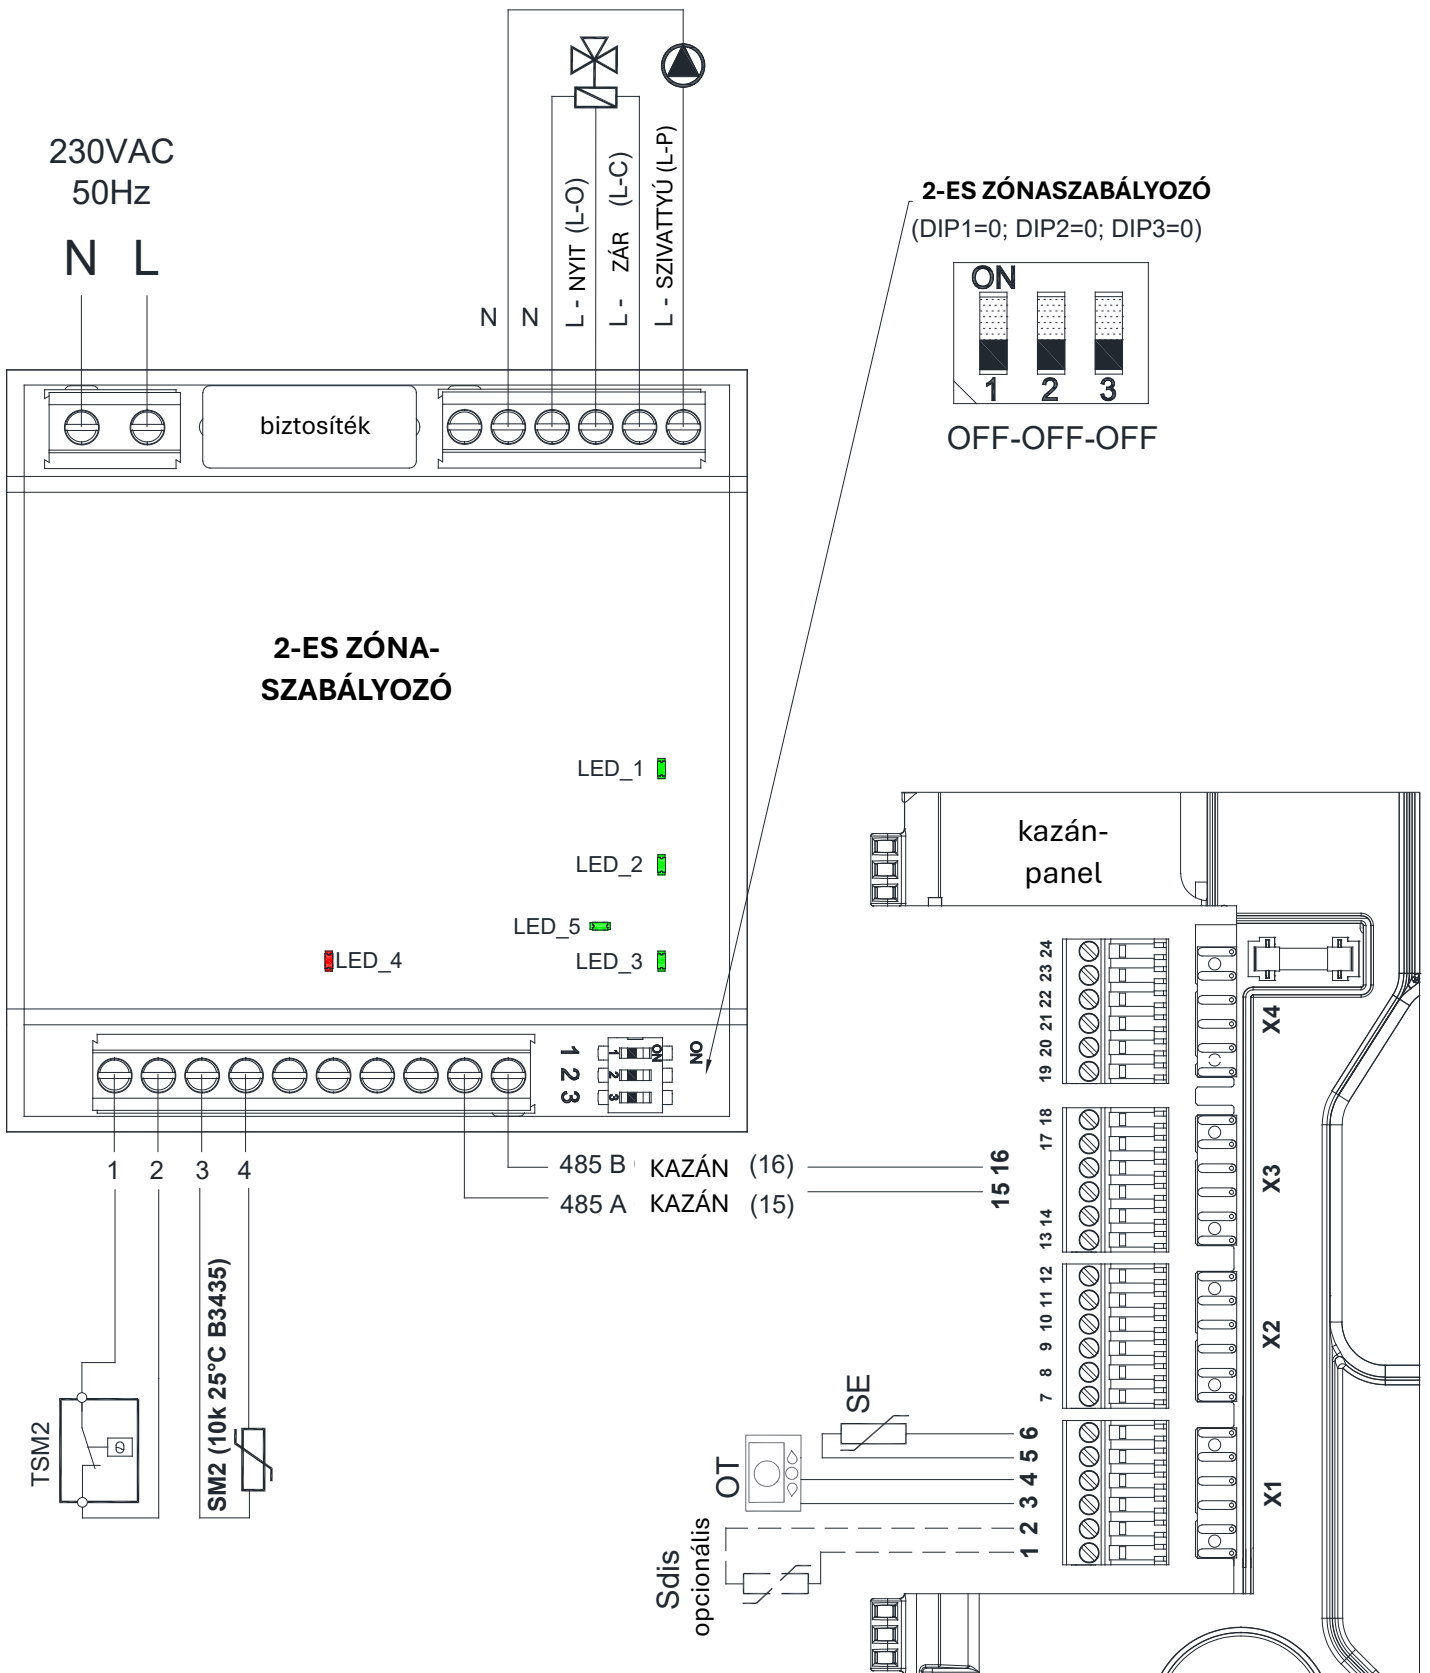 230VAC
50Hz
N L
N N
L - NYIT (L-O)
L - ZÁR (L-C)
L - SZIVATTYÚ (L-P)
2-ES ZÓNASZABÁLYOZÓ
(DIP1=0; DIP2=0; DIP3=0)
ON
1 2 3
OFF-OFF-OFF
biztosíték
2-ES ZÓNA-
SZABÁLYOZÓ
LED_1
LED_2
LED_5
LED_4
LED_3
1 2 3
ON
1
2
3
ON
1 2 3 4
485 B KAZÁN (16)
485 A KAZÁN (15)
TSM2
SM2 (10k 25°C B3435)
kazán-
panel
24
23
22
21
20
19
X4
18
17
16
15
14
13
X3
12
11
10
9
8
7
X2
6
5
4
3
2
1
X1
SE
OT
Sdis
opcionális